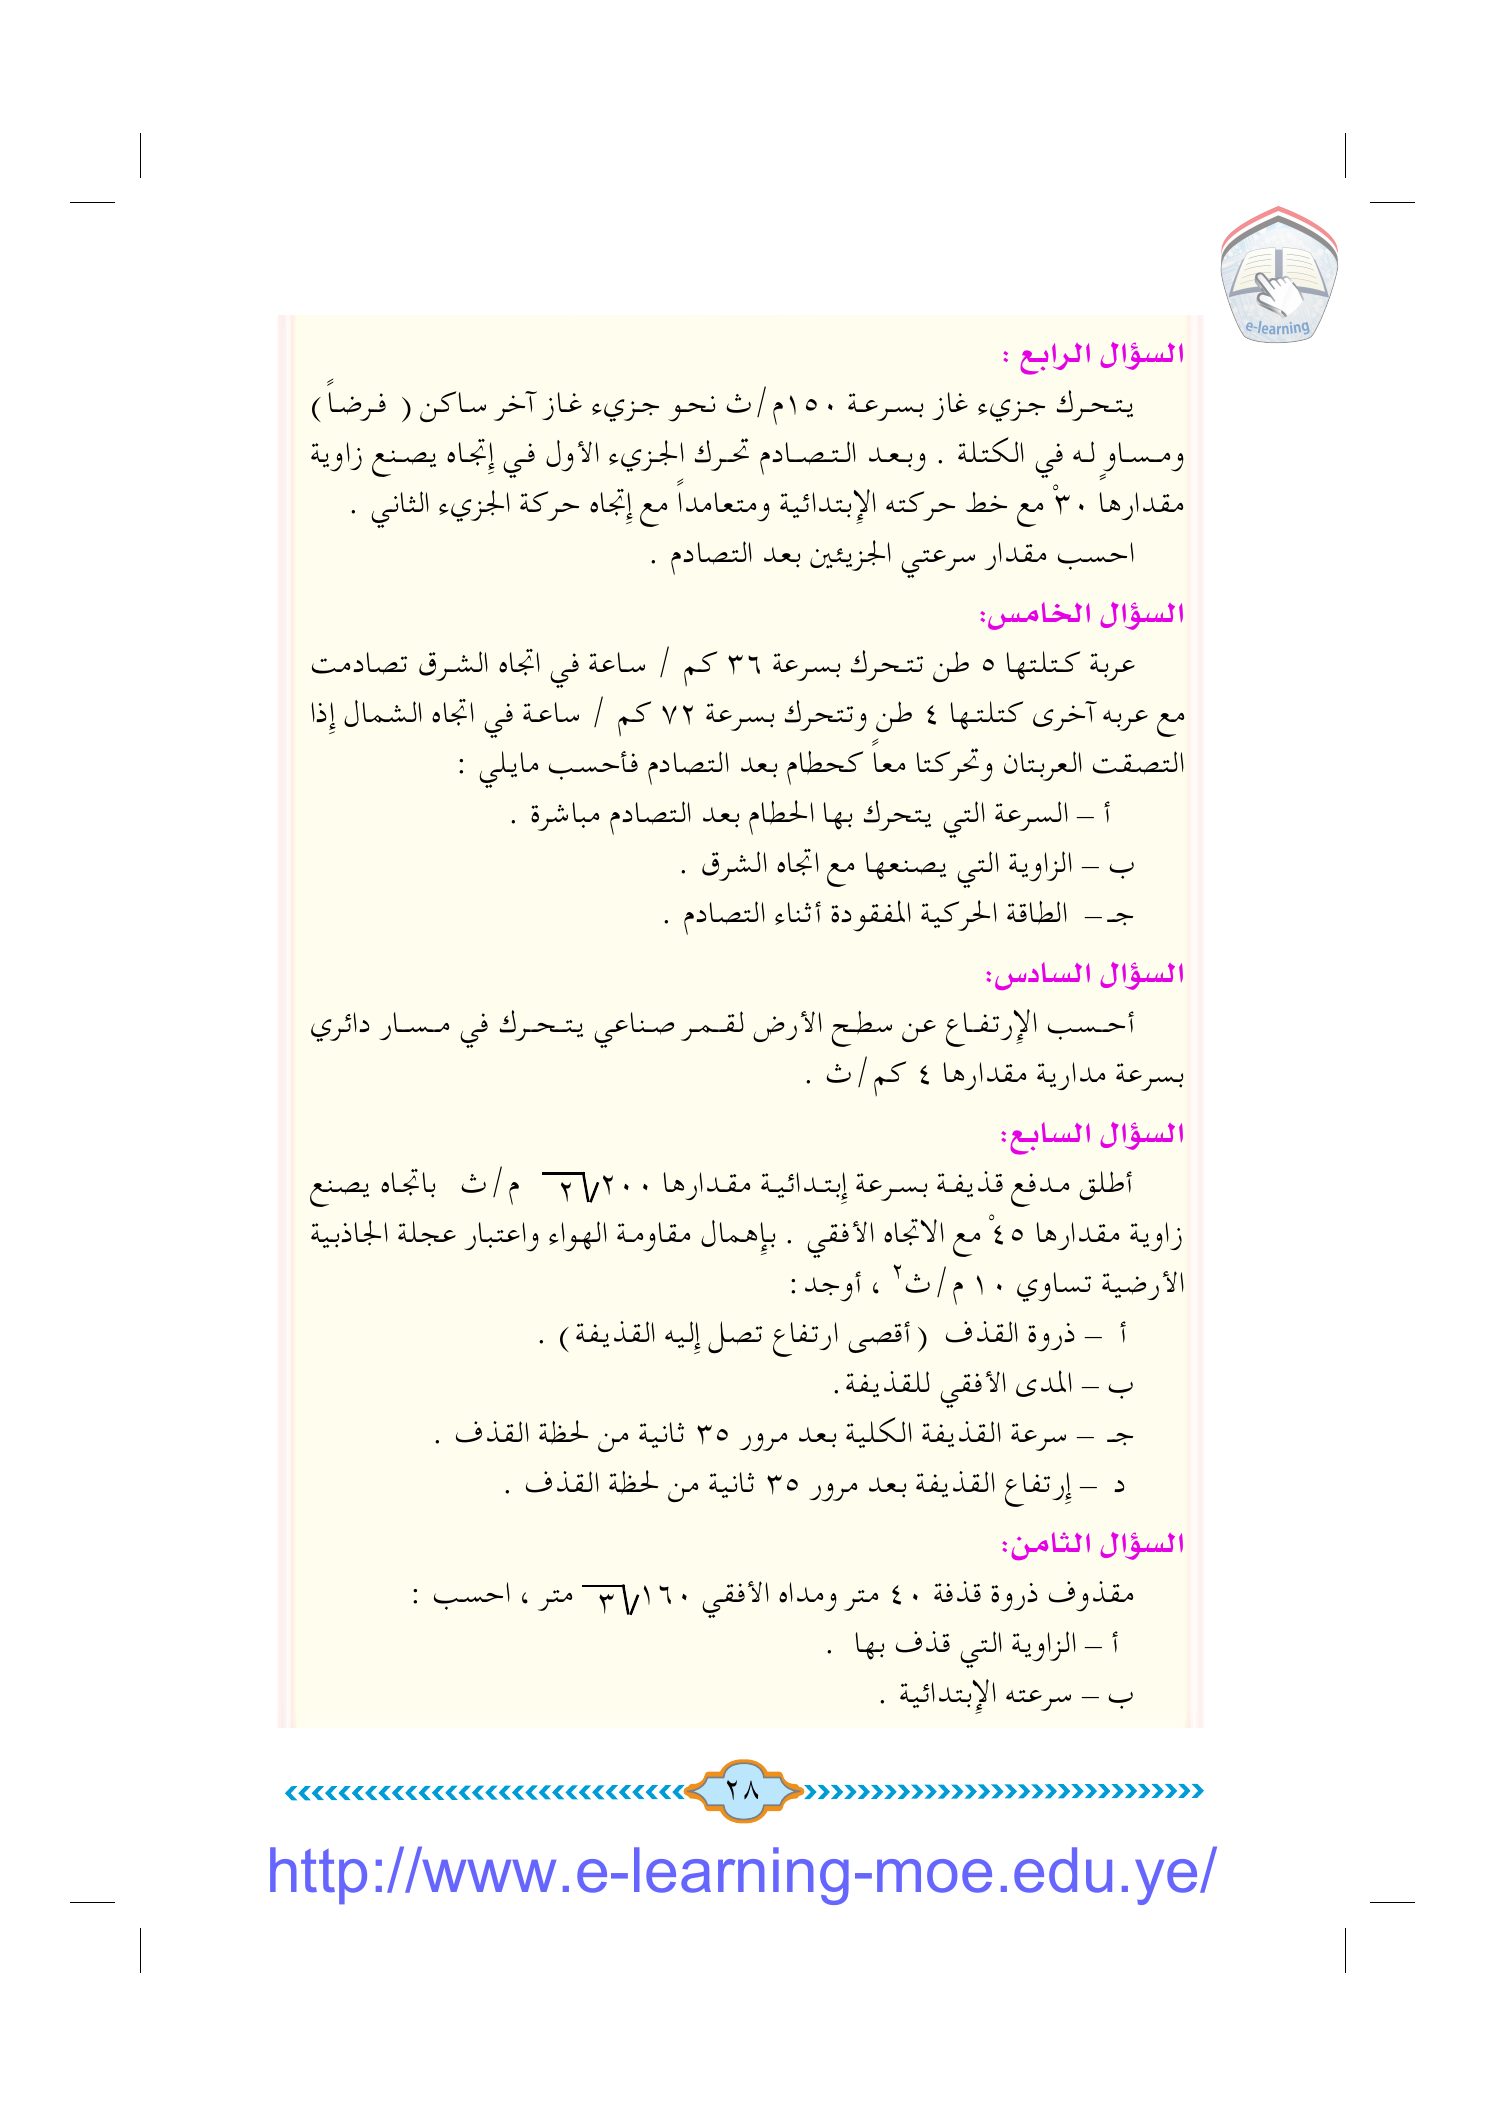 e-learning
السؤال الرابع :
يتحرك جزيء غاز بسرعة ١٥٠م/ث نحو جزيء غاز آخر ساكن ( فرضاً )
ومساوٍ له في الكتلة . وبعد التصادم تحرك الجزيء الأول في إتجاه يصنع زاوية
مقدارها ٣٠ْ مع خط حركته الإبتدائية ومتعامداً مع إتجاه حركة الجزيء الثاني .
احسب مقدار سرعتي الجزيئين بعد التصادم .
السؤال الخامس:
عربة كتلتها ٥ طن تتحرك بسرعة ٣٦ كم / ساعة في اتجاه الشرق تصادمت
مع عربه آخرى كتلتها ٤ طن وتتحرك بسرعة ٧٢ كم / ساعة في اتجاه الشمال إذا
التصقت العربتان وتحركتا معاً كحطام بعد التصادم فأحسب مايلي :
أ – السرعة التي يتحرك بها الحطام بعد التصادم مباشرة .
ب – الزاوية التي يصنعها مع اتجاه الشرق .
جـ – الطاقة الحركية المفقودة أثناء التصادم .
السؤال السادس:
أحسب الإرتفاع عن سطح الأرض لقمر صناعي يتحرك في مسار دائري
بسرعة مدارية مقدارها ٤ كم/ث .
السؤال السابع:
أطلق مدفع قذيفة بسرعة إبتدائية مقدارها ٢٠٠√٢ م/ث باتجاه يصنع
زاوية مقدارها ٤٥ْ مع الاتجاه الأفقي . بإهمال مقاومة الهواء واعتبار عجلة الجاذبية
الأرضية تساوي ١٠ م/ث٢ ، أوجد:
أ – ذروة القذف ( أقصى ارتفاع تصل إليه القذيفة) .
ب – المدى الأفقي للقذيفة.
جـ – سرعة القذيفة الكلية بعد مرور ٣٥ ثانية من لحظة القذف .
د – إرتفاع القذيفة بعد مرور ٣٥ ثانية من لحظة القذف .
السؤال الثامن:
مقذوف ذروة قذفة ٤٠ متر ومداه الأفقي ١٦٠√٣ متر ، احسب :
أ – الزاوية التي قذف بها .
ب – سرعته الإبتدائية .
٢٨
http://www.e-learning-moe.edu.ye/